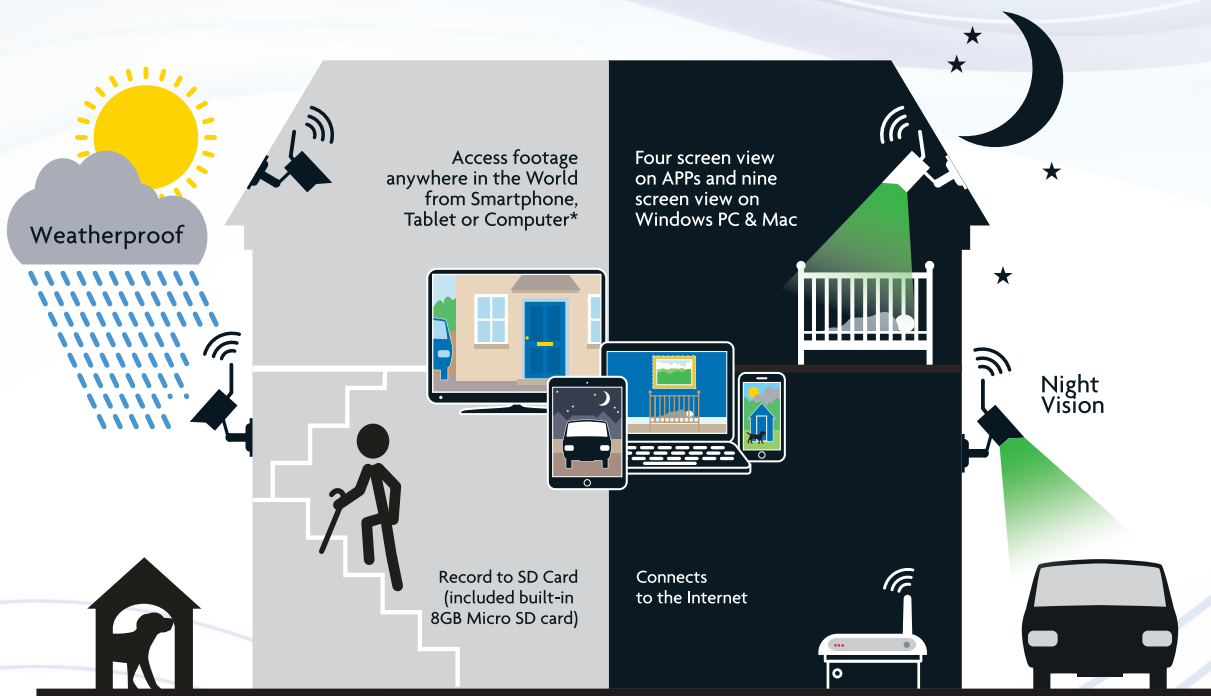 Weatherproof
Access footage
anywhere in the World
from Smartphone,
Tablet or Computer*
Four screen view
on APPs and nine
screen view on
Windows PC & Mac
Night
Vision
Record to SD Card
(included built-in
8GB Micro SD card)
Connects
to the Internet